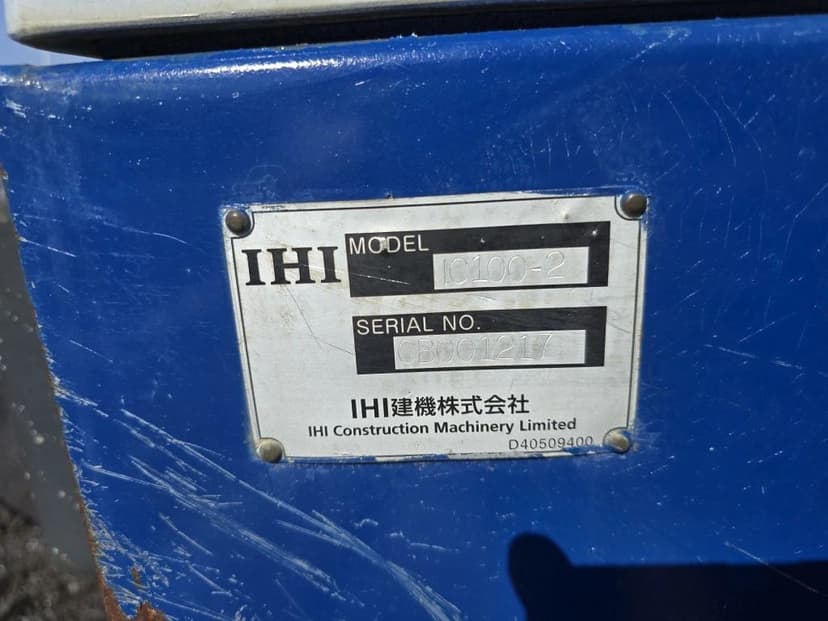 IHI
MODEL
IC100-2
SERIAL NO.
CB001217
IHI建機株式会社
IHI Construction Machinery Limited
D40509400